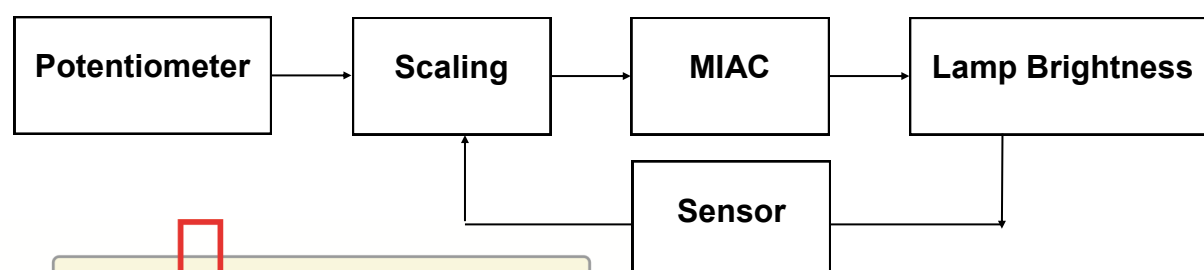 Potentiometer
Scaling
MIAC
Lamp Brightness
Sensor